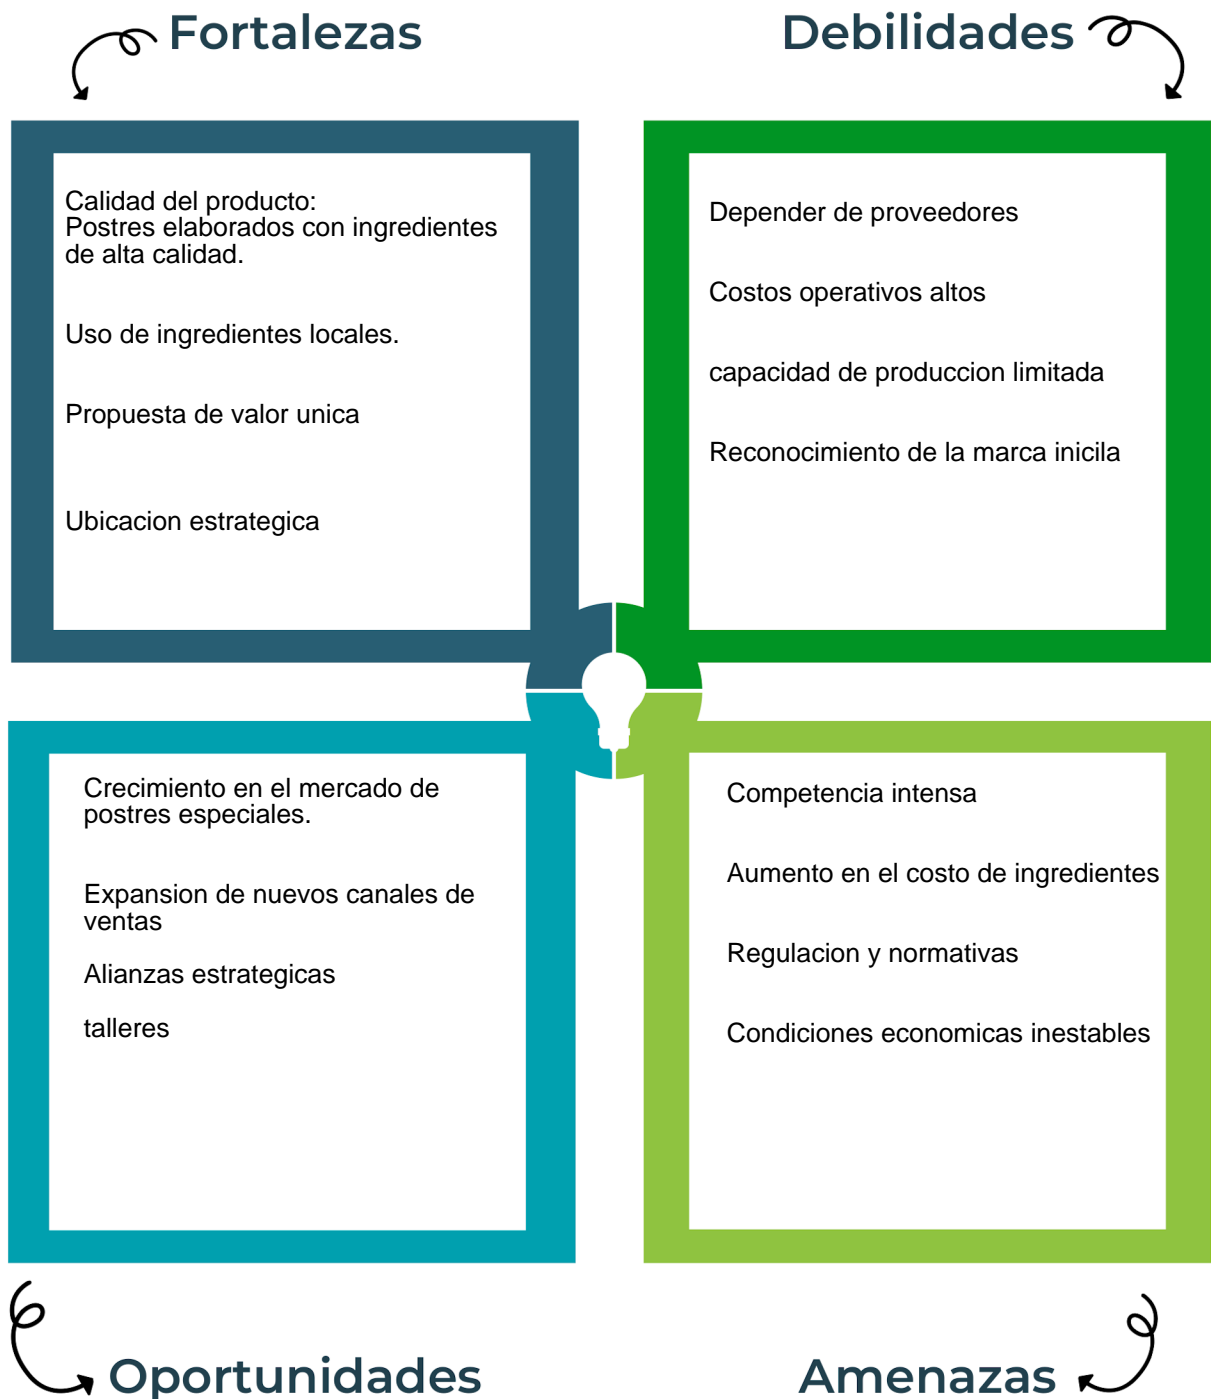 Fortalezas
Calidad del producto:
Postres elaborados con ingredientes
de alta calidad.
Uso de ingredientes locales.
Propuesta de valor unica
Ubicacion estrategica
Debilidades
Depender de proveedores
Costos operativos altos
capacidad de produccion limitada
Reconocimiento de la marca inicila
Crecimiento en el mercado de
postres especiales.
Expansion de nuevos canales de
ventas
Alianzas estrategicas
talleres
Oportunidades
Competencia intensa
Aumento en el costo de ingredientes
Regulacion y normativas
Condiciones economicas inestables
Amenazas